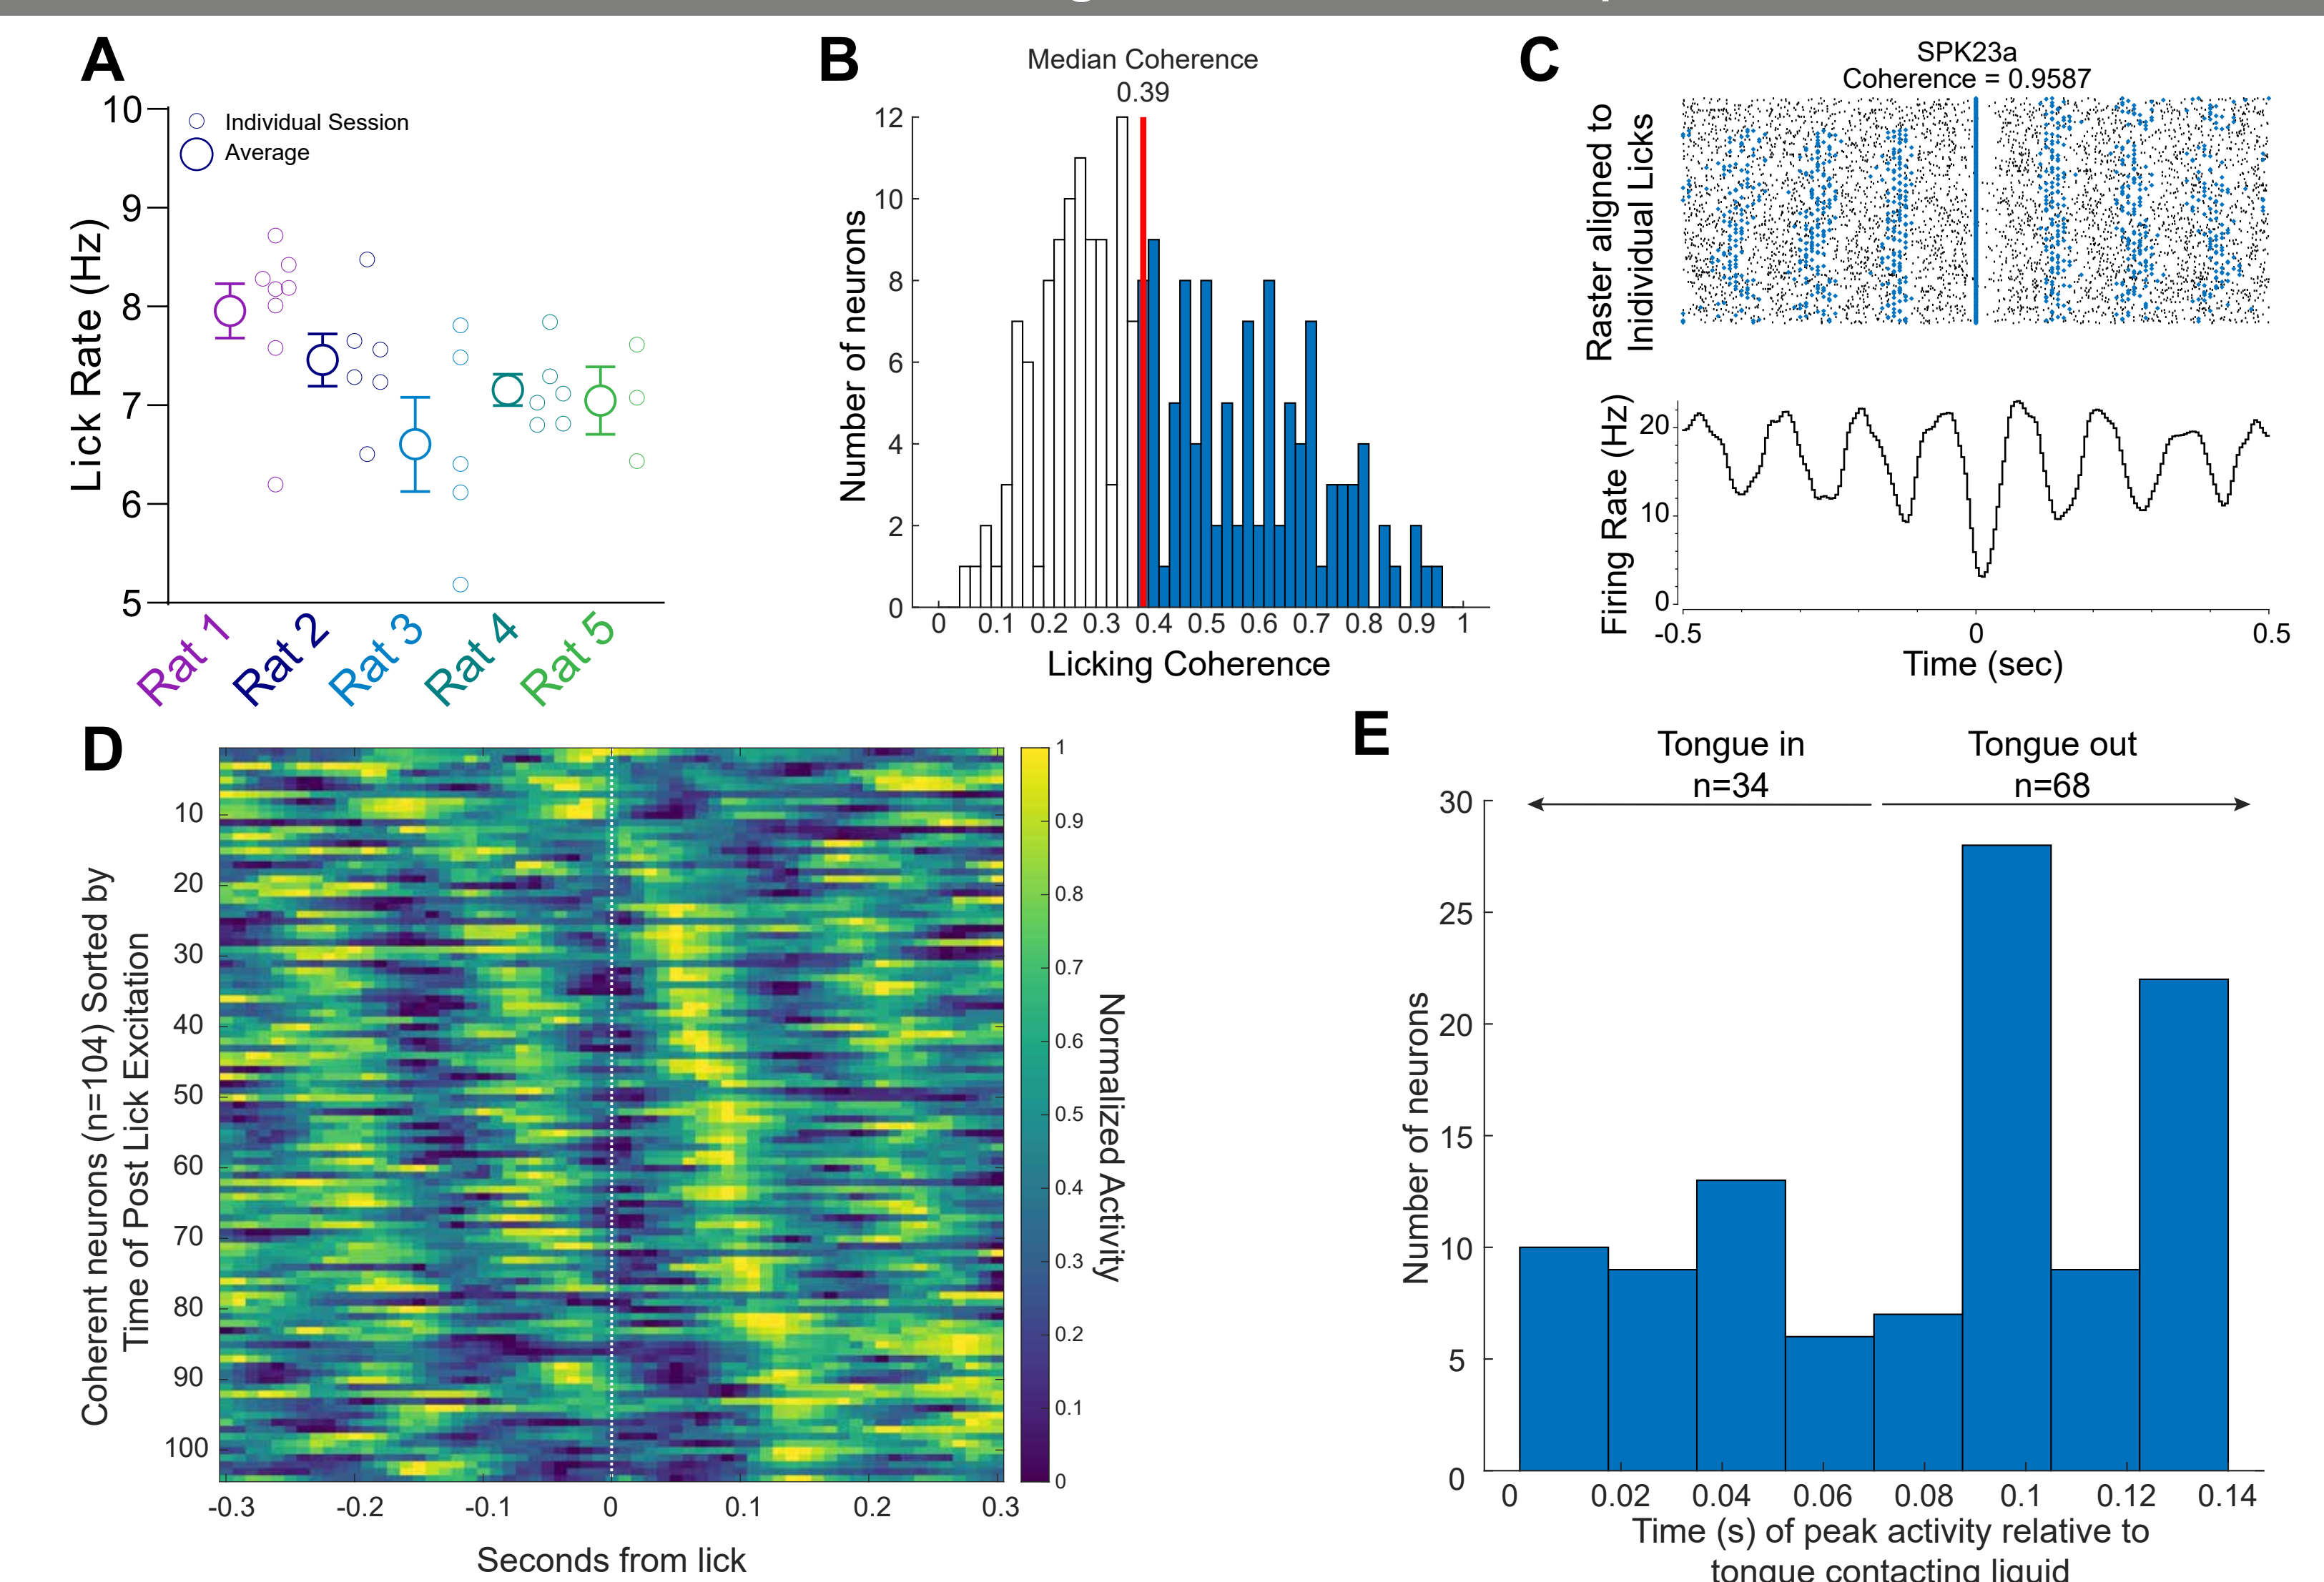 A
10
9
8
7
6
5
Lick Rate (Hz)
Individual Session
Average
Rat 1
Rat 2
Rat 3
Rat 4
Rat 5
B
Median Coherence
0.39
12
10
8
6
4
2
0
Number of neurons
0 0.1 0.2 0.3 0.4 0.5 0.6 0.7 0.8 0.9 1
Licking Coherence
C
SPK23a
Coherence = 0.9587
Raster aligned to
Inidividual Licks
Firing Rate (Hz)
20
10
0
-0.5 0 0.5
Time (sec)
D
Coherent neurons (n=104) Sorted by
Time of Post Lick Excitation
10
20
30
40
50
60
70
80
90
100
-0.3 -0.2 -0.1 0 0.1 0.2 0.3
Seconds from lick
1
0.9
0.8
0.7
0.6
0.5
0.4
0.3
0.2
0.1
0
Normalized Activity
E
Tongue in
n=34
Tongue out
n=68
30
25
20
15
10
5
0
Number of neurons
0 0.02 0.04 0.06 0.08 0.1 0.12 0.14
Time (s) of peak activity relative to
tongue contacting liquid